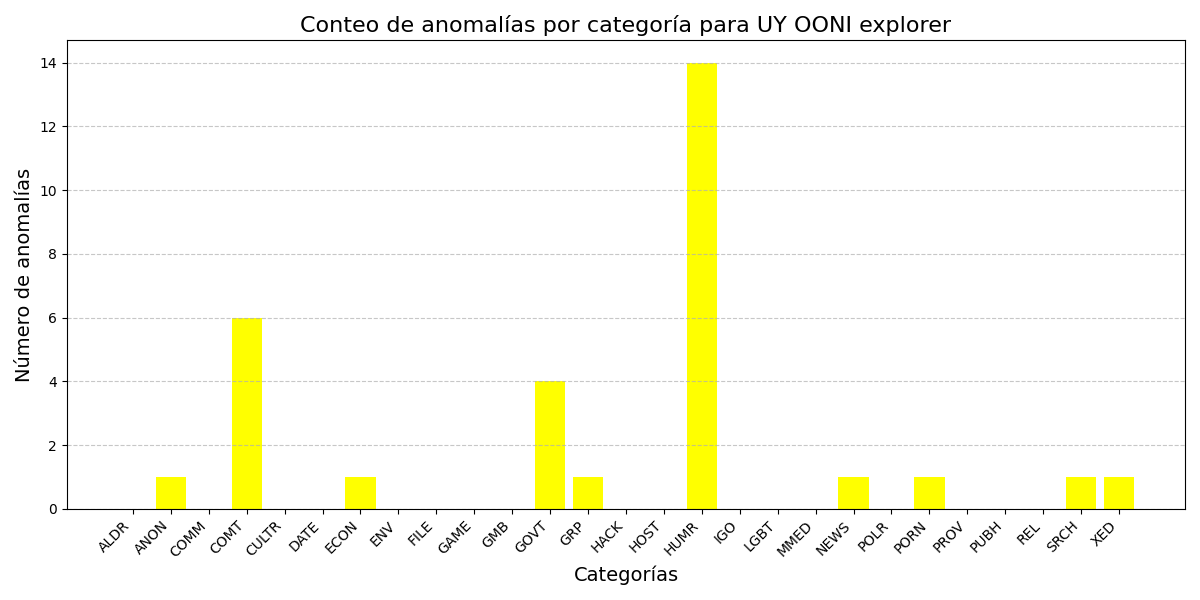 Conteo de anomalías por categoría para UY OONI explorer
Número de anomalías
14
12
10
8
6
4
2
0
ALDR
ANON
COMM
COMT
CULTR
DATE
ECON
ENV
FILE
GAME
GMB
GOVT
GRP
HACK
HOST
HUMR
IGO
LGBT
MMED
NEWS
POLR
PORN
PROV
PUBH
REL
SRCH
XED
Categorías